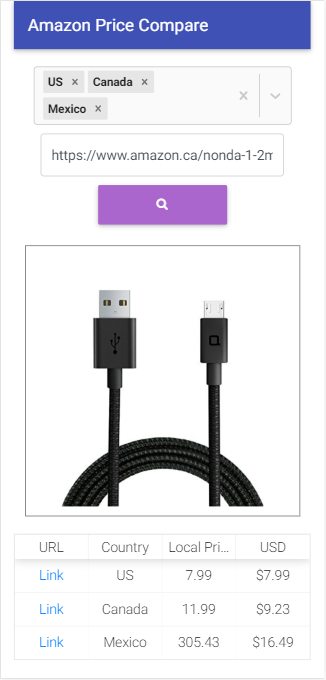 Amazon Price Compare
US × Canada ×
Mexico ×
https://www.amazon.ca/nonda-1-2m
URL Country Local Pri... USD
Link US 7.99 $7.99
Link Canada 11.99 $9.23
Link Mexico 305.43 $16.49